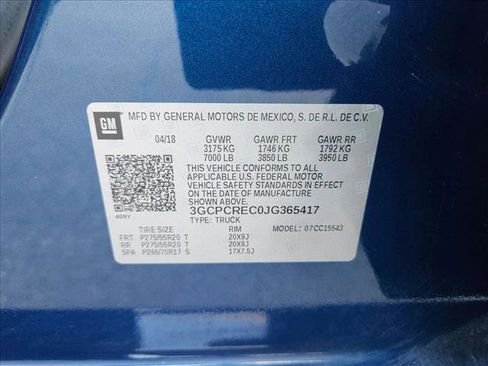 GM
MFD BY GENERAL MOTORS DE MEXICO, S. DE R.L. DE C.V.
04/18 GVWR GAWR FRT GAWR RR
3175 KG 1746 KG 1792 KG
7000 LB 3850 LB 3950 LB
THIS VEHICLE CONFORMS TO ALL APPLICABLE
U.S. FEDERAL MOTOR
VEHICLE SAFETY STANDARDS IN EFFECT ON THE
DATE OF MANUFACTURE
SHOWN ABOVE.
3GCPCREC0JG365417
TYPE: TRUCK
TIRE SIZE RIM MODEL: 07CC15543
FRT P275/55R20 T 20X9J
RR P275/55R20 T 20X9J
SPA P265/70R17 S 17X7.5J